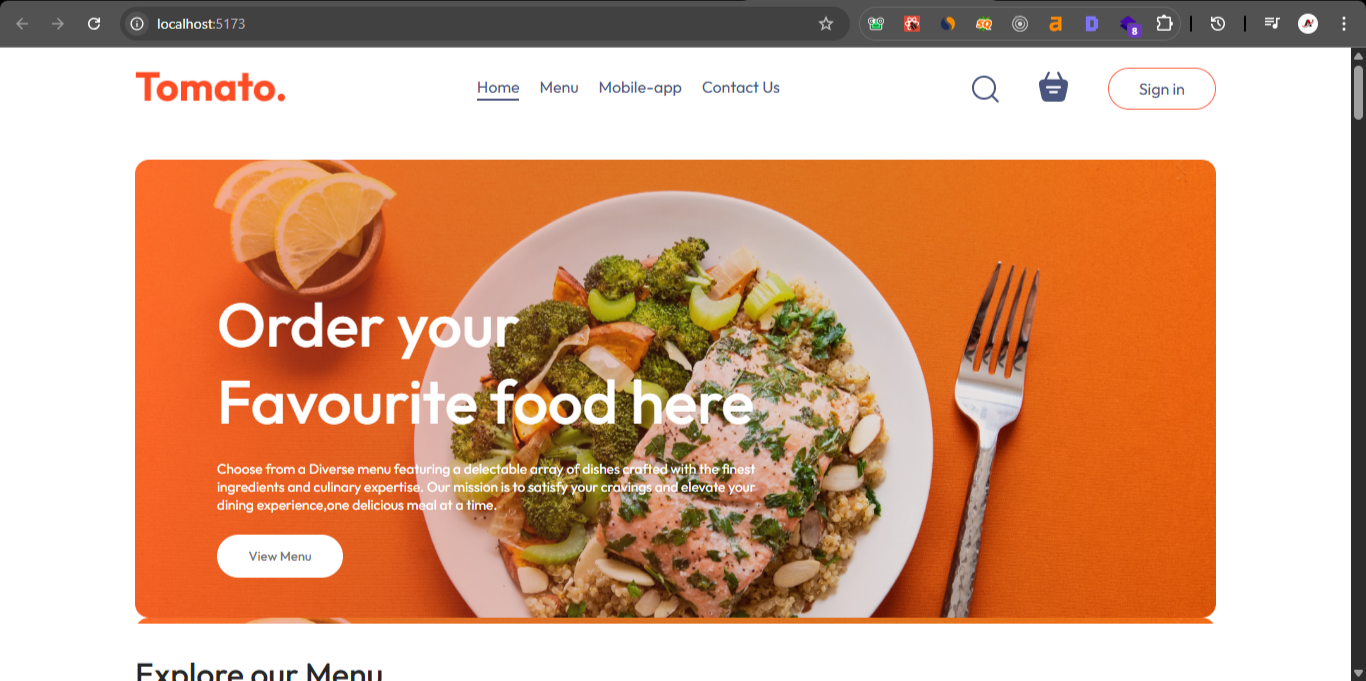 localhost:5173
8
Tomato.
Home Menu Mobile-app Contact Us
Sign in
Order your
Favourite food here
Choose from a Diverse menu featuring a delectable array of dishes crafted with the finest
ingredients and culinary expertise. Our mission is to satisfy your cravings and elevate your
dining experience,one delicious meal at a time.
View Menu
Explore our Menu